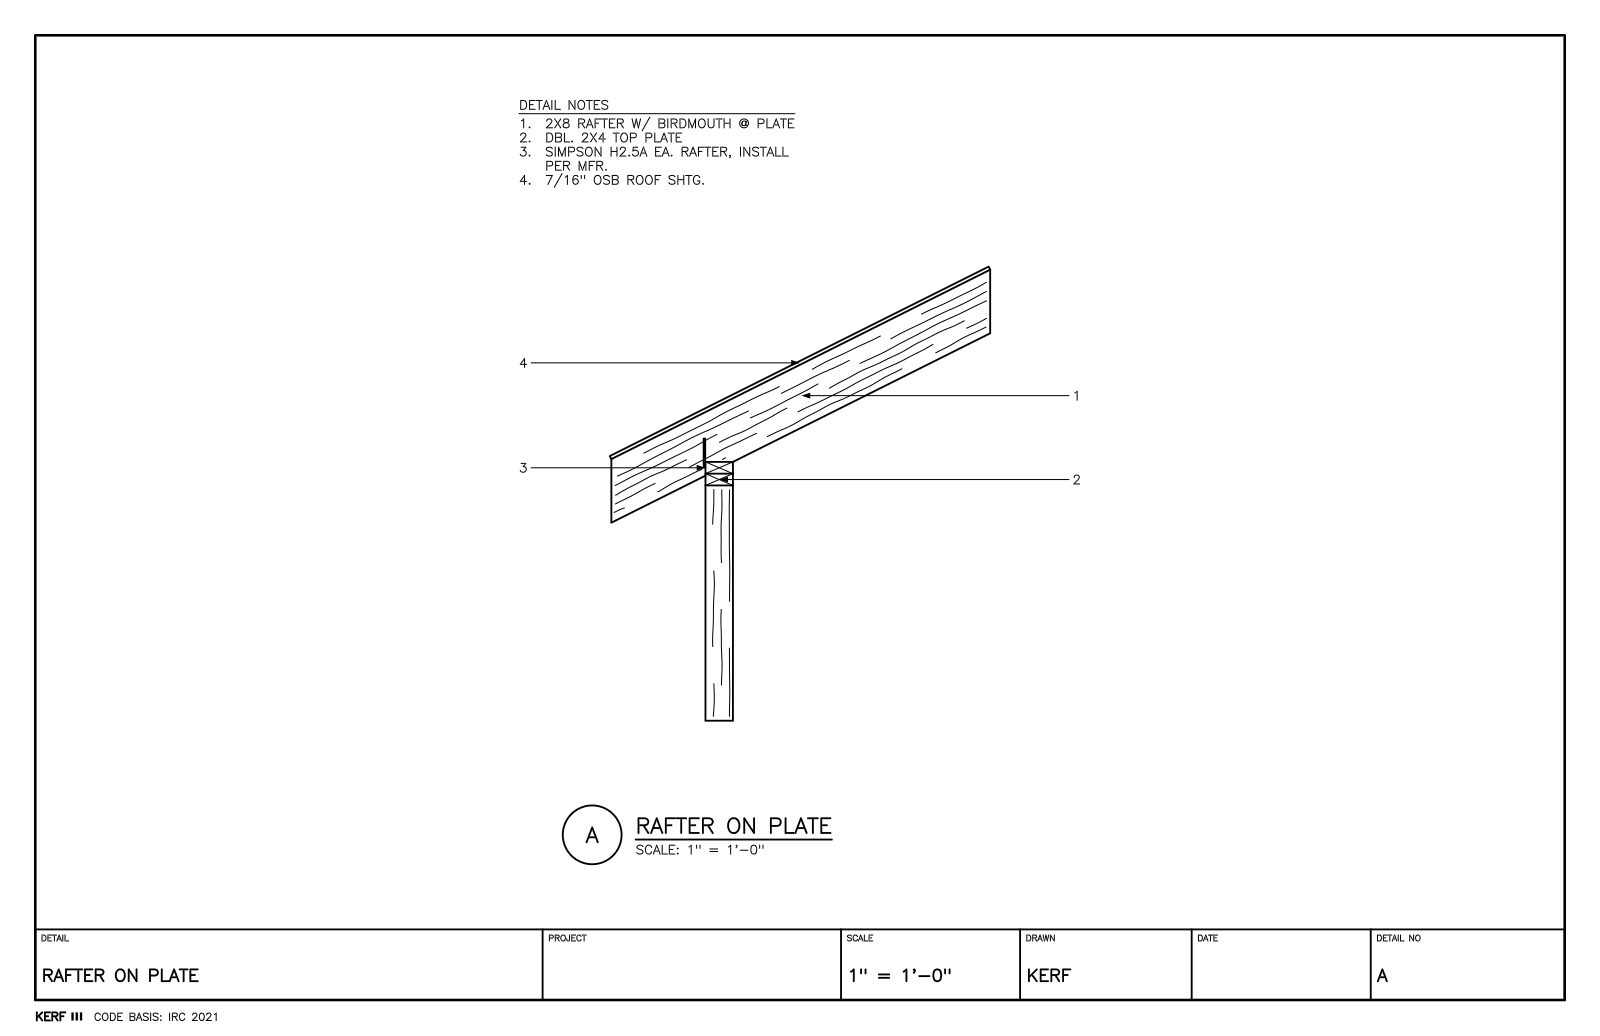 DETAIL NOTES
1. 2X8 RAFTER W/ BIRDMOUTH @ PLATE
2. DBL. 2X4 TOP PLATE
3. SIMPSON H2.5A EA. RAFTER, INSTALL
PER MFR.
4. 7/16" OSB ROOF SHTG.
4
1
3
2
A
RAFTER ON PLATE
SCALE: 1" = 1'-0"
DETAIL
RAFTER ON PLATE
PROJECT
SCALE
1" = 1'-0"
DRAWN
KERF
DATE
DETAIL NO
A
KERF III CODE BASIS: IRC 2021